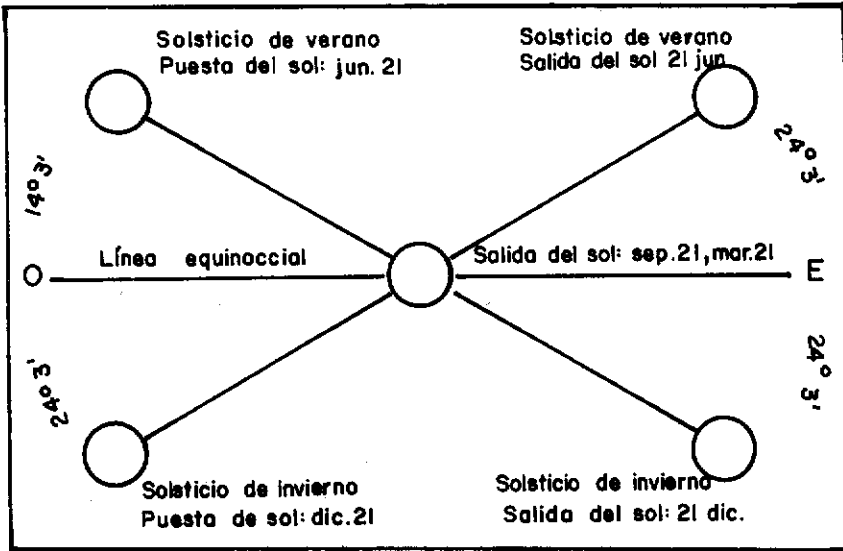 Solsticio de verano
Puesta del sol: jun. 21
Solsticio de verano
Salida del sol 21 jun
14º 3'
24º 3'
Línea equinoccial
Salida del sol: sep.21, mar.21
O
E
24º 3'
24º 3'
Solsticio de invierno
Puesta de sol: dic.21
Solsticio de invierno
Salida del sol: 21 dic.